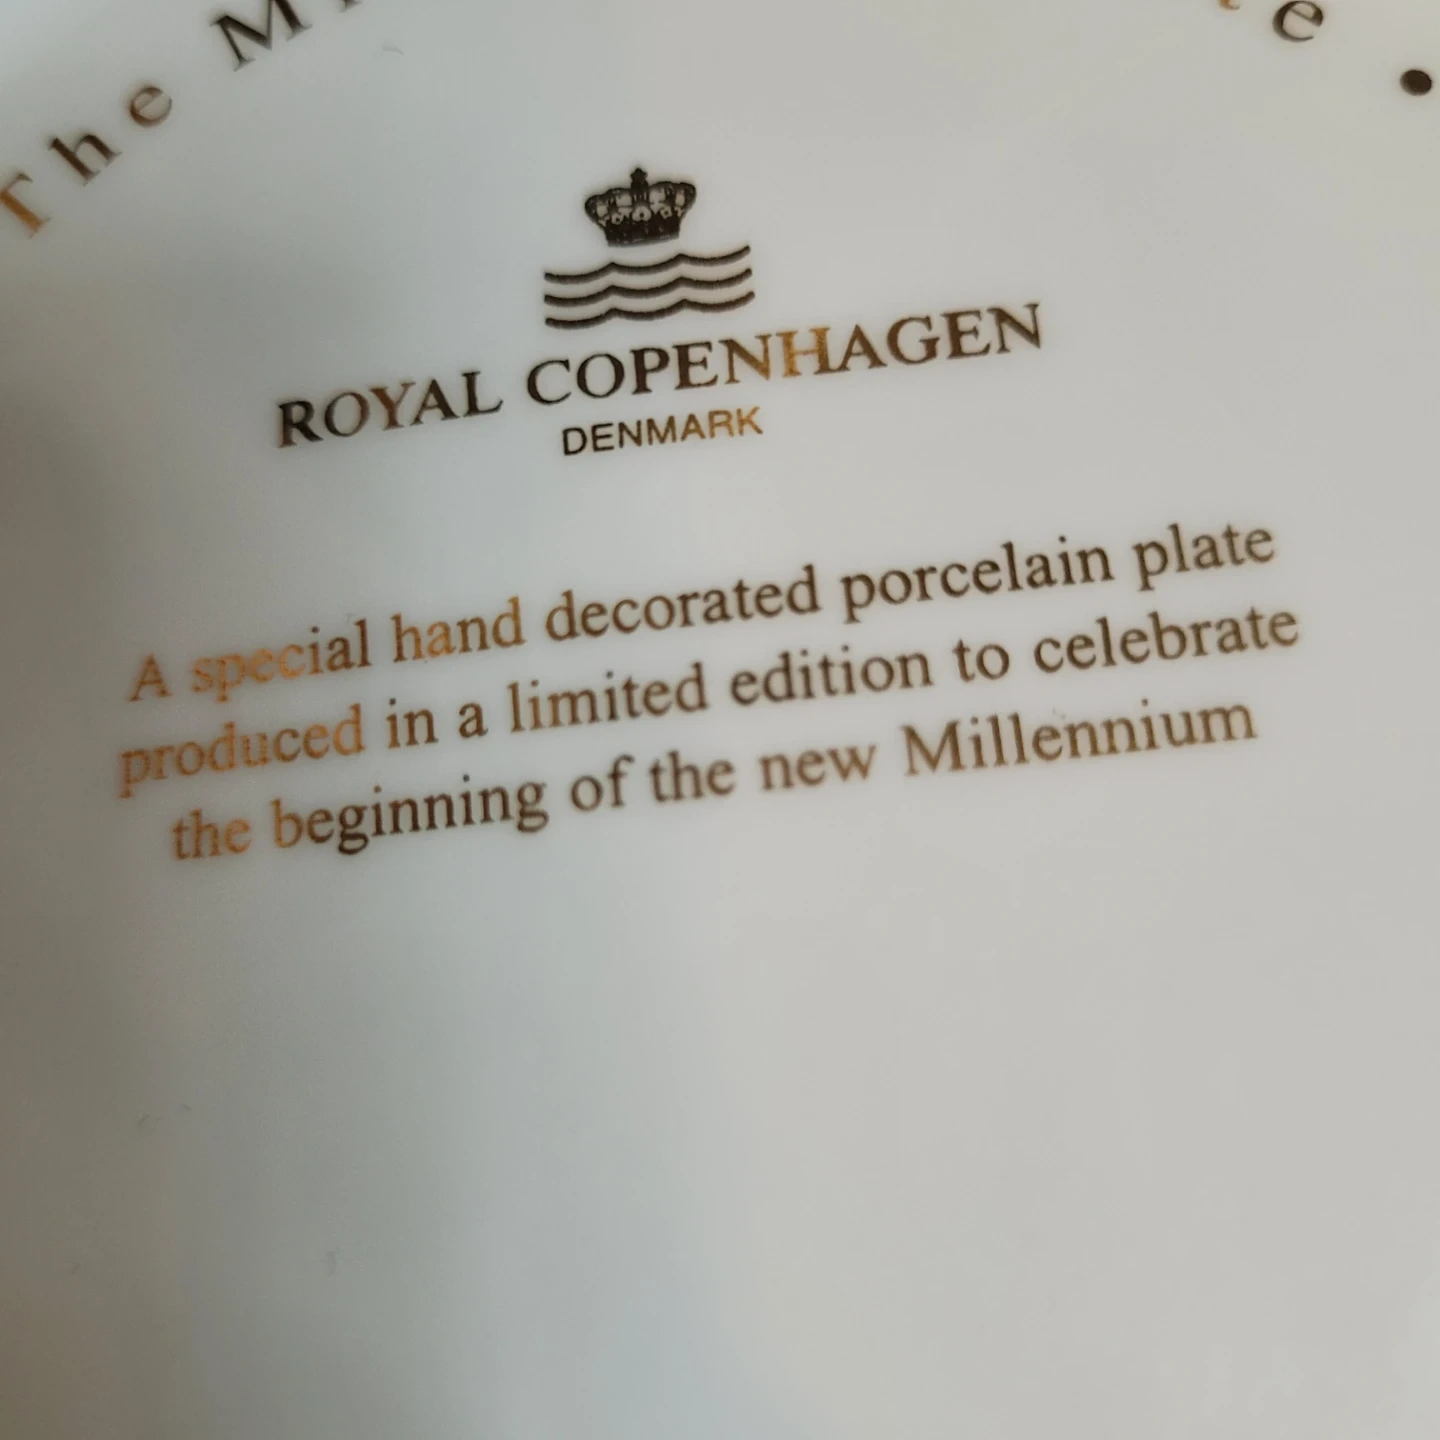 The
ROYAL COPENHAGEN
DENMARK
A special hand decorated porcelain plate
produced in a limited edition to celebrate
the beginning of the new Millennium